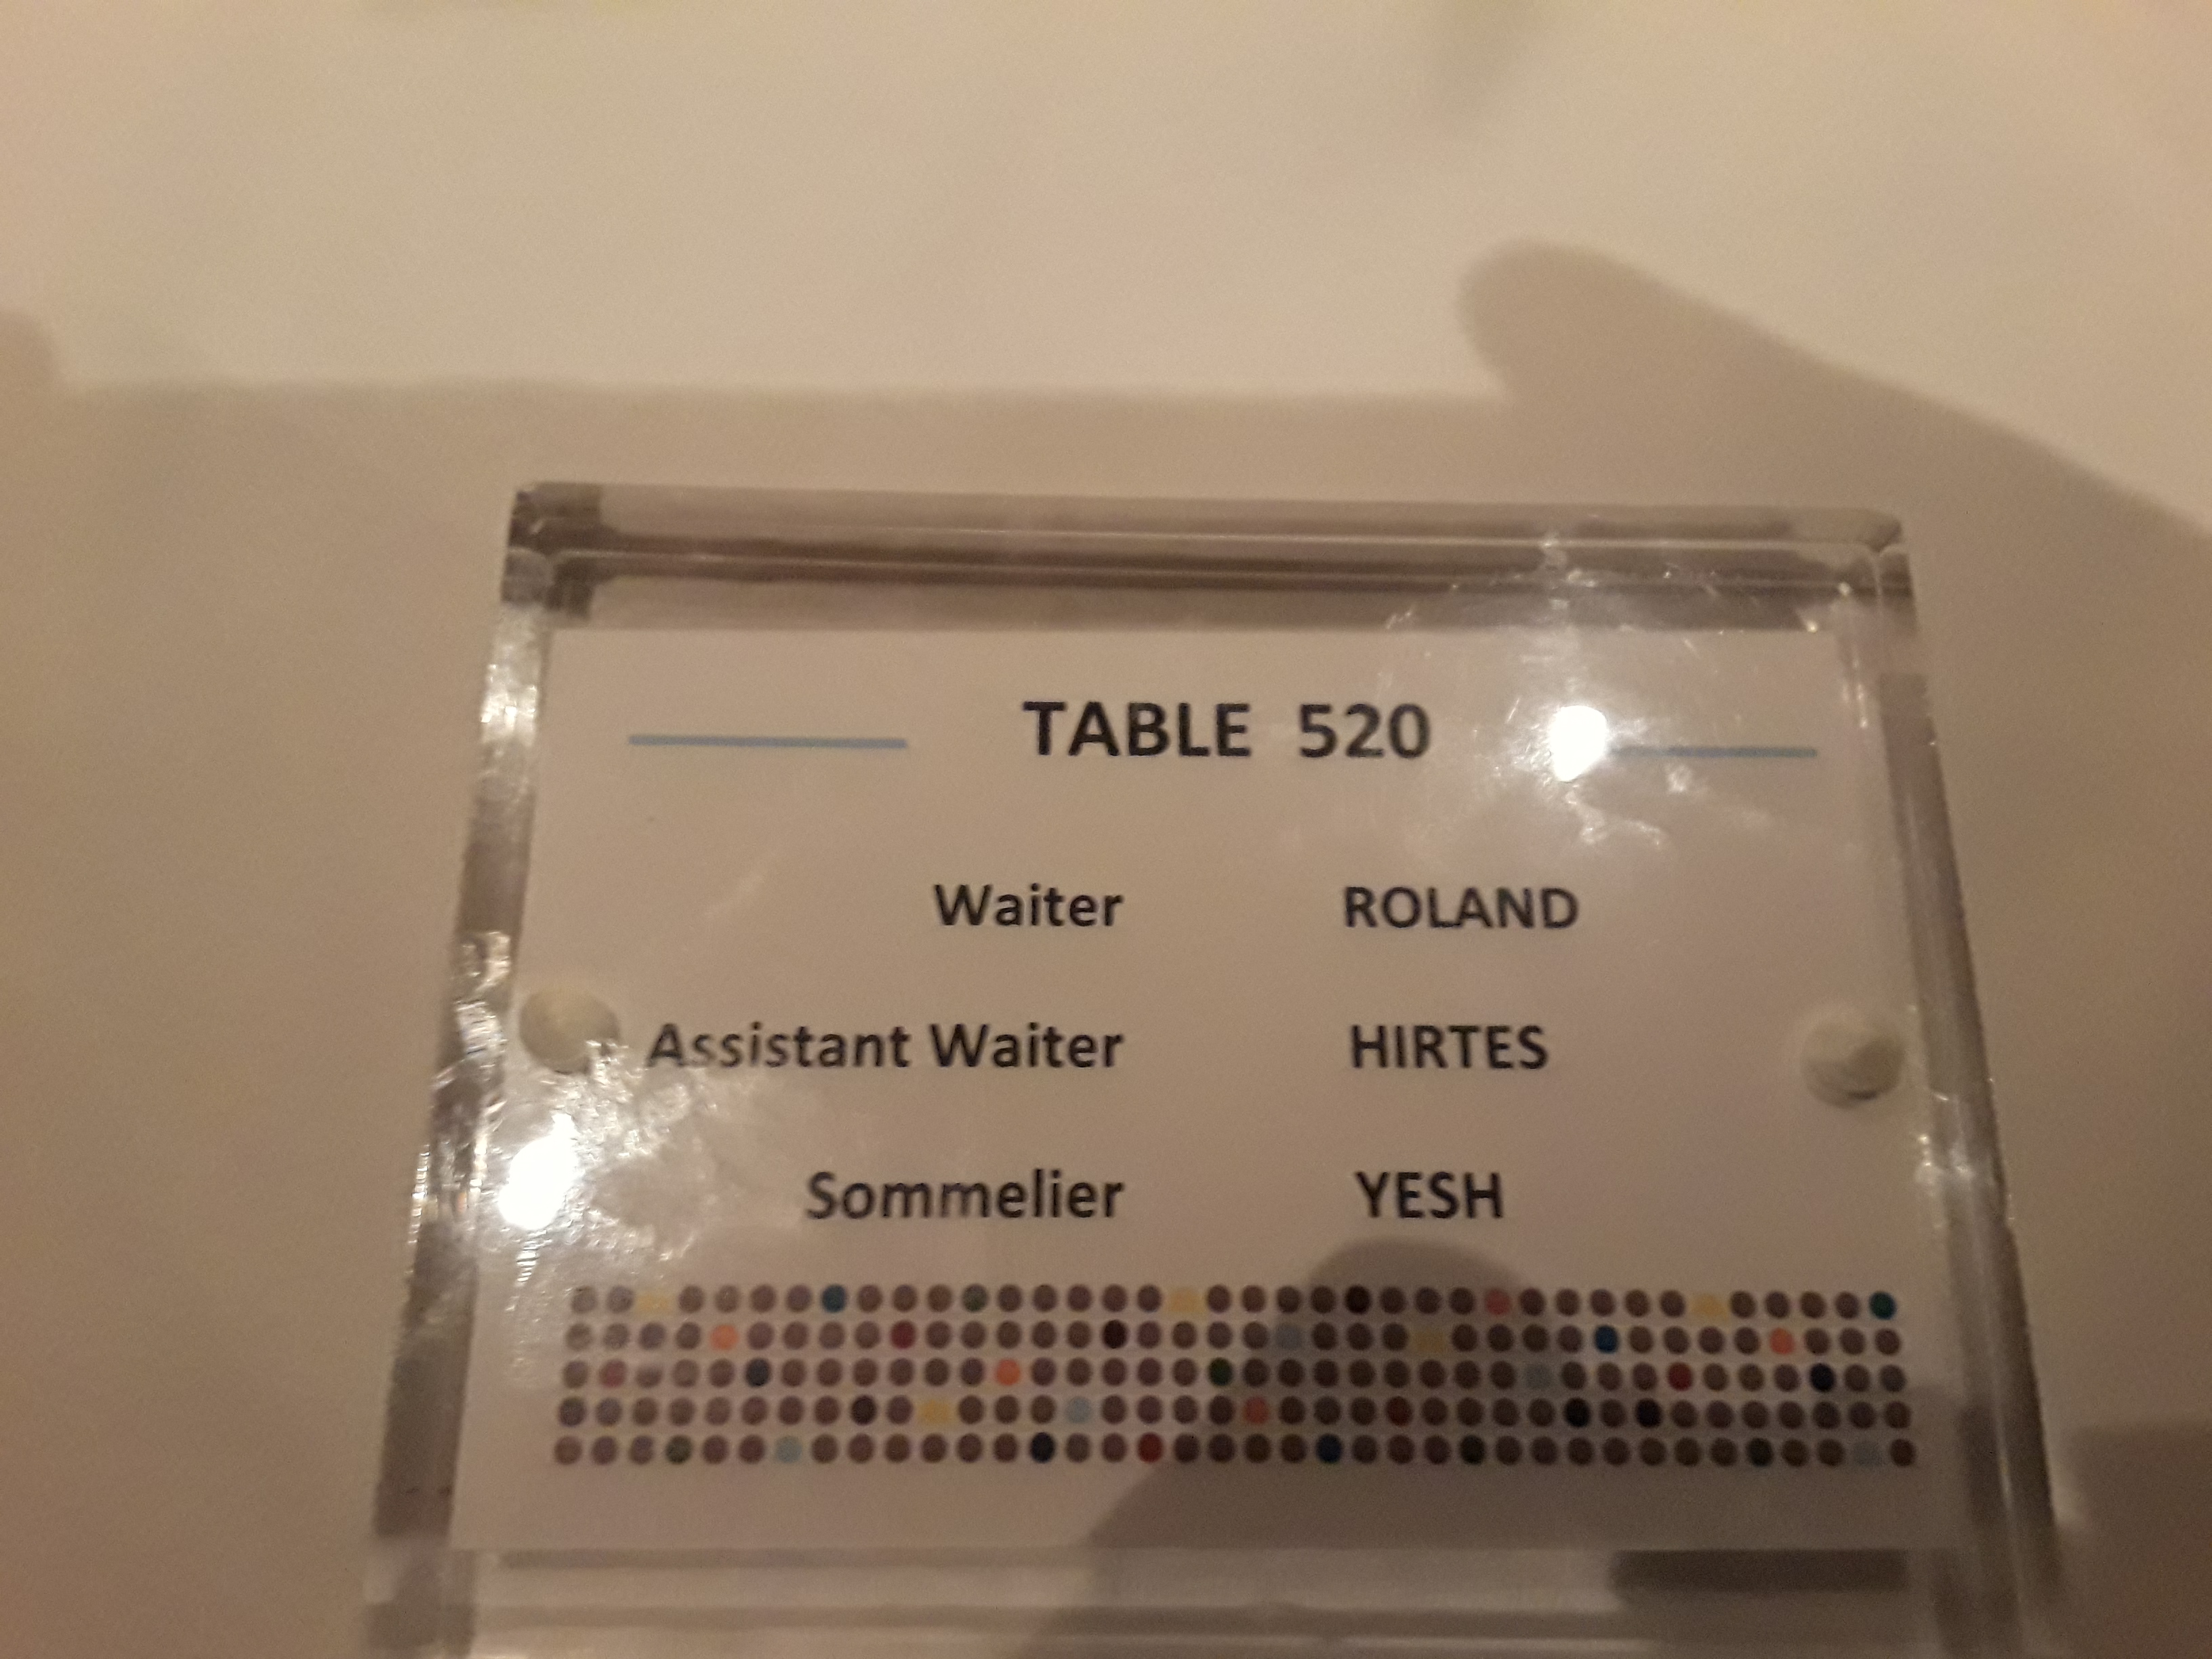 TABLE 520
Waiter ROLAND
Assistant Waiter HIRTES
Sommelier YESH